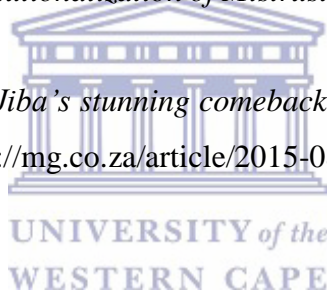 Jiba's stunning comeback
://mg.co.za/article/2015-0
UNIVERSITY of the
WESTERN CAPE